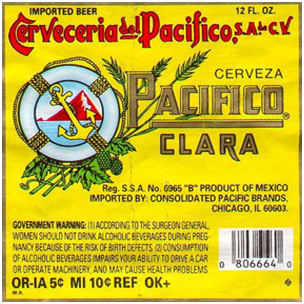 IMPORTED BEER 12 FL. OZ.
Cerveceria del Pacifico, S.A. de C.V.
CERVEZA
PACIFICO ®
CLARA
Reg. S.S.A. No. 6965 "B" PRODUCT OF MEXICO
IMPORTED BY: CONSOLIDATED PACIFIC BRANDS,
CHICAGO, IL 60603.
GOVERNMENT WARNING: (1) ACCORDING TO THE SURGEON GENERAL,
WOMEN SHOULD NOT DRINK ALCOHOLIC BEVERAGES DURING PREG-
NANCY BECAUSE OF THE RISK OF BIRTH DEFECTS. (2) CONSUMPTION
OF ALCOHOLIC BEVERAGES IMPAIRS YOUR ABILITY TO DRIVE A CAR
OR OPERATE MACHINERY, AND MAY CAUSE HEALTH PROBLEMS
OR-IA 5¢ MI 10¢ REF OK+
M.R.
0 806664 0